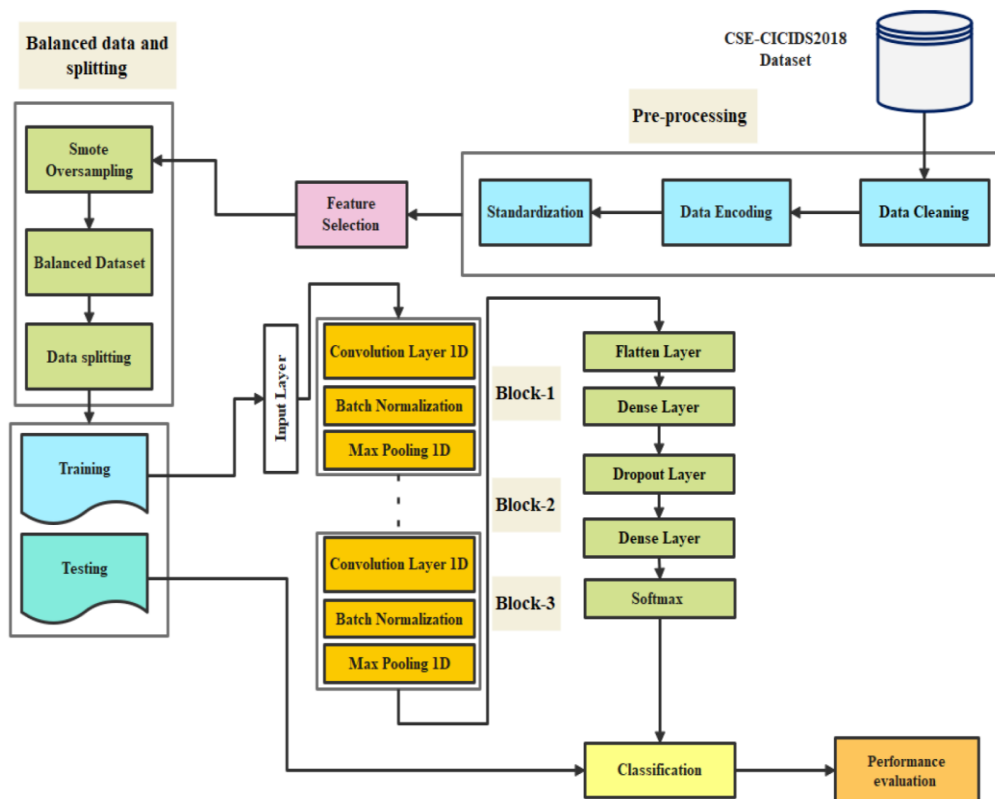 CSE-CICIDS2018
Dataset
Pre-processing
Data Cleaning
Data Encoding
Standardization
Feature
Selection
Balanced data and
splitting
Smote
Oversampling
Balanced Dataset
Data splitting
Training
Testing
Input Layer
Convolution Layer 1D
Batch Normalization
Max Pooling 1D
Block-1
Block-2
Block-3
Convolution Layer 1D
Batch Normalization
Max Pooling 1D
Flatten Layer
Dense Layer
Dropout Layer
Dense Layer
Softmax
Classification
Performance
evaluation